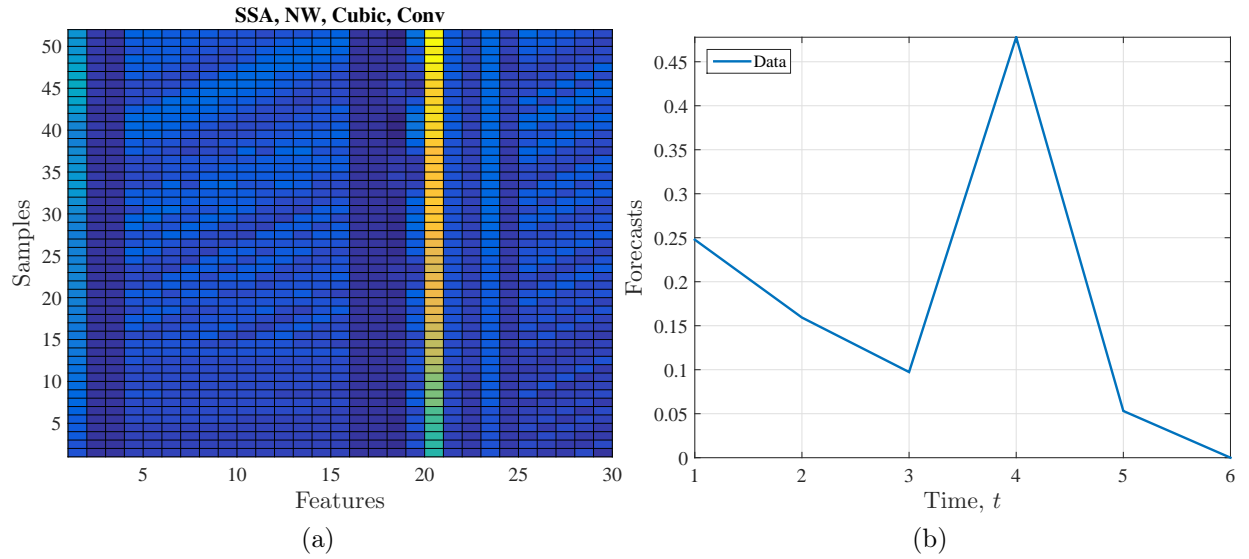 SSA, NW, Cubic, Conv
50
45
40
35
30
25
20
15
10
5
Samples
5 10 15 20 25 30
Features
(a)
Data
0.45
0.4
0.35
0.3
0.25
0.2
0.15
0.1
0.05
0
Forecasts
1 2 3 4 5 6
Time, t
(b)